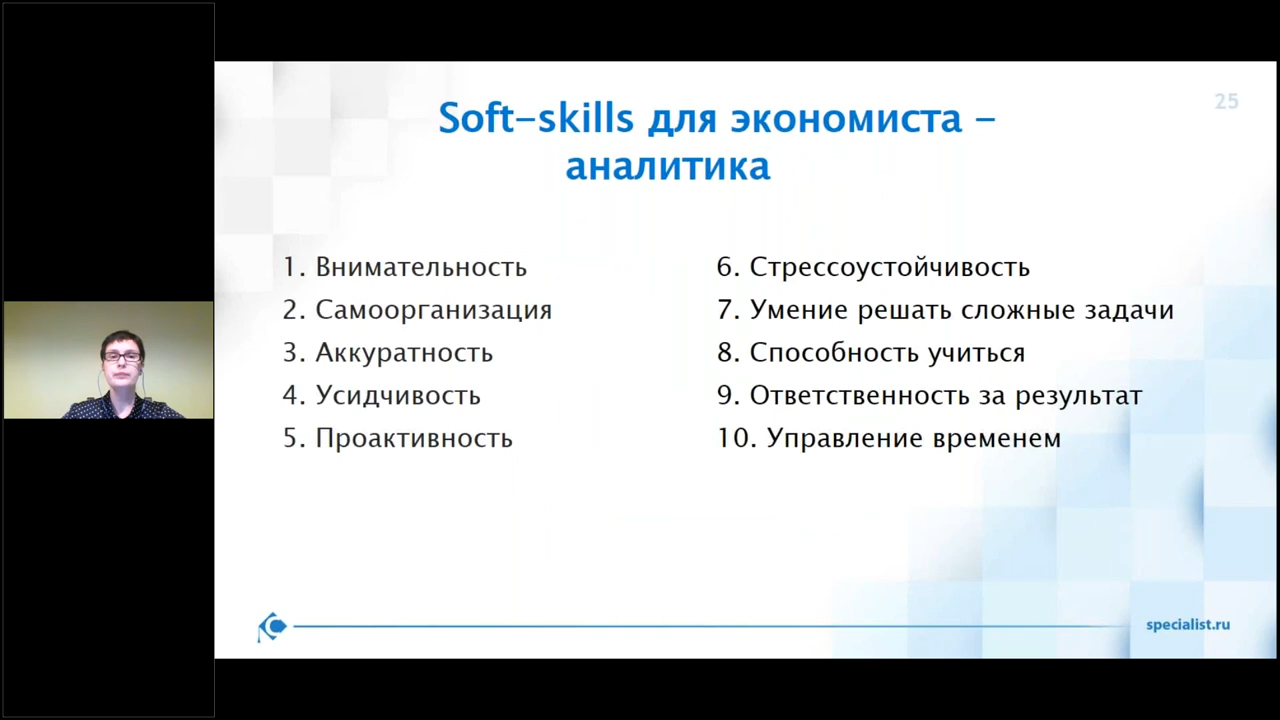 25
Soft-skills для экономиста –
аналитика
1. Внимательность
2. Самоорганизация
3. Аккуратность
4. Усидчивость
5. Проактивность
6. Стрессоустойчивость
7. Умение решать сложные задачи
8. Способность учиться
9. Ответственность за результат
10. Управление временем
specialist.ru